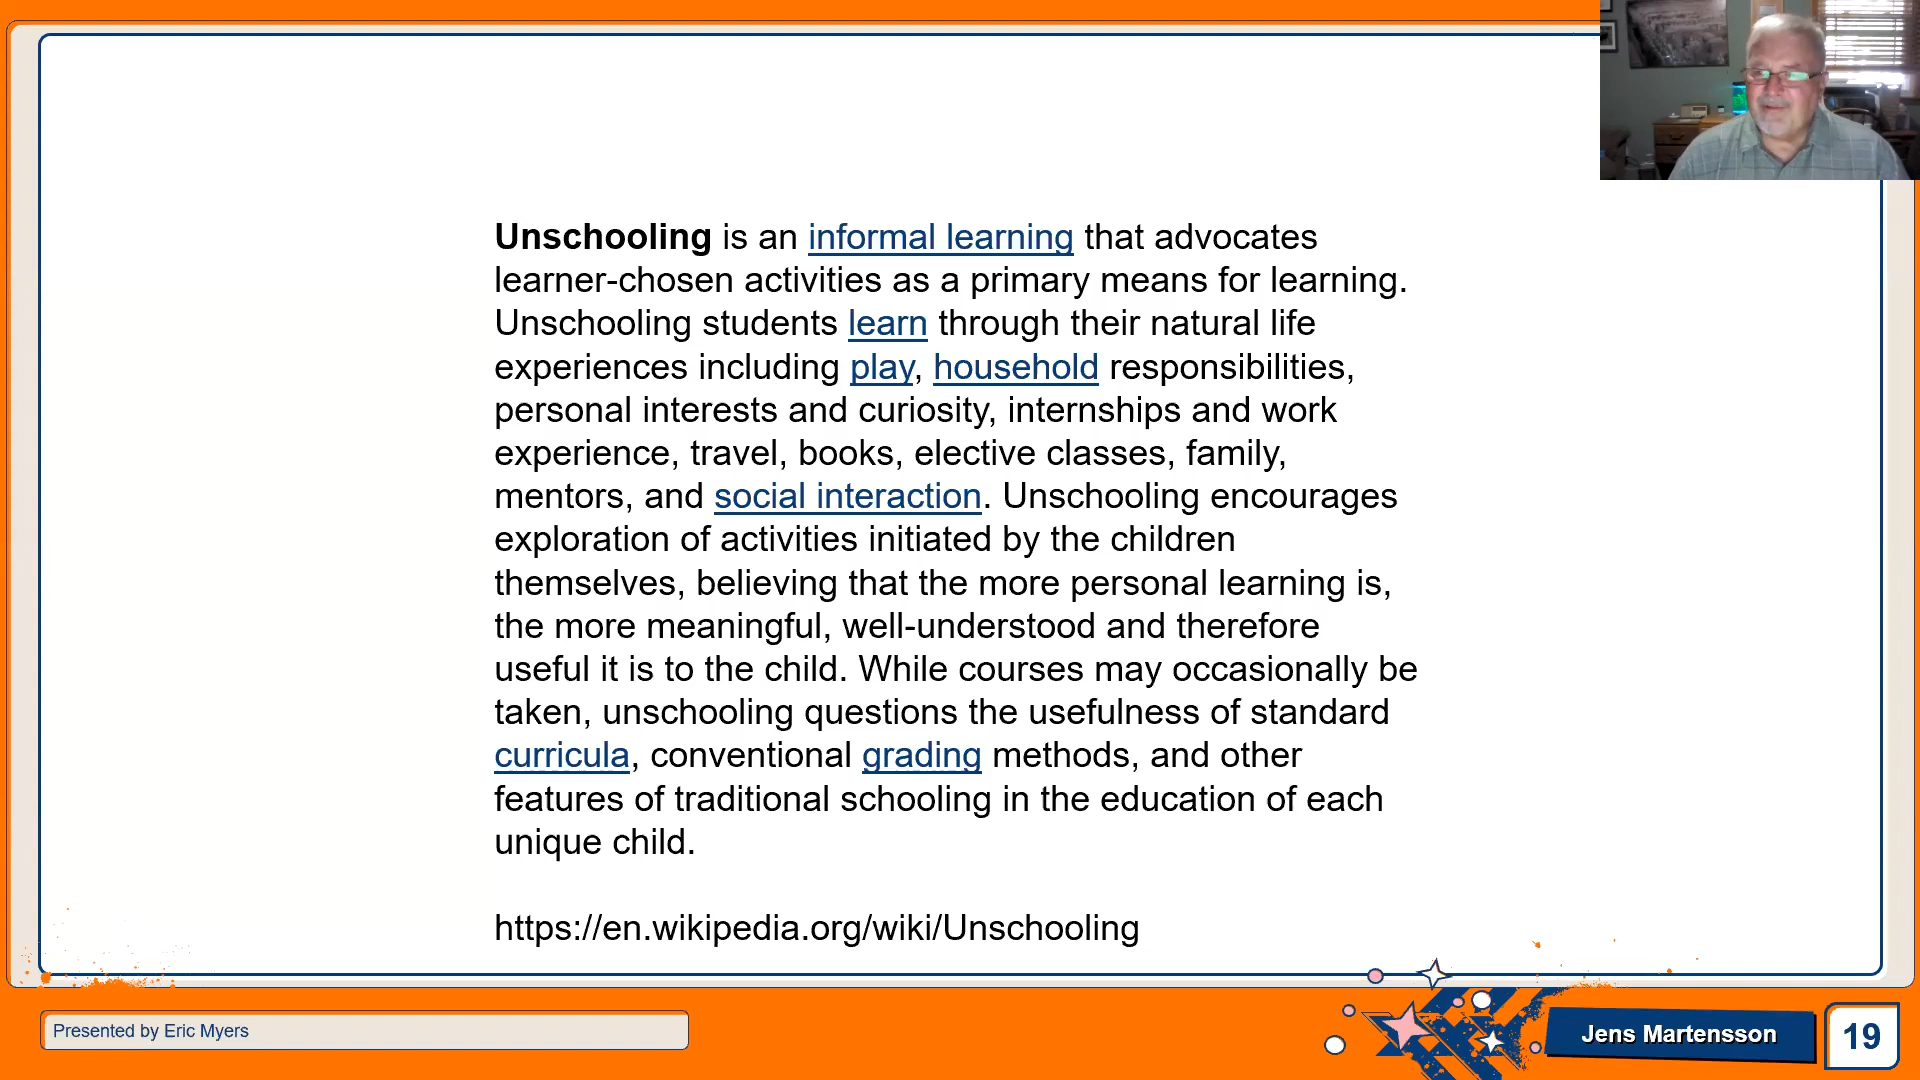 Unschooling is an informal learning that advocates
learner-chosen activities as a primary means for learning.
Unschooling students learn through their natural life
experiences including play, household responsibilities,
personal interests and curiosity, internships and work
experience, travel, books, elective classes, family,
mentors, and social interaction. Unschooling encourages
exploration of activities initiated by the children
themselves, believing that the more personal learning is,
the more meaningful, well-understood and therefore
useful it is to the child. While courses may occasionally be
taken, unschooling questions the usefulness of standard
curricula, conventional grading methods, and other
features of traditional schooling in the education of each
unique child.
https://en.wikipedia.org/wiki/Unschooling
Presented by Eric Myers
Jens Martensson
19